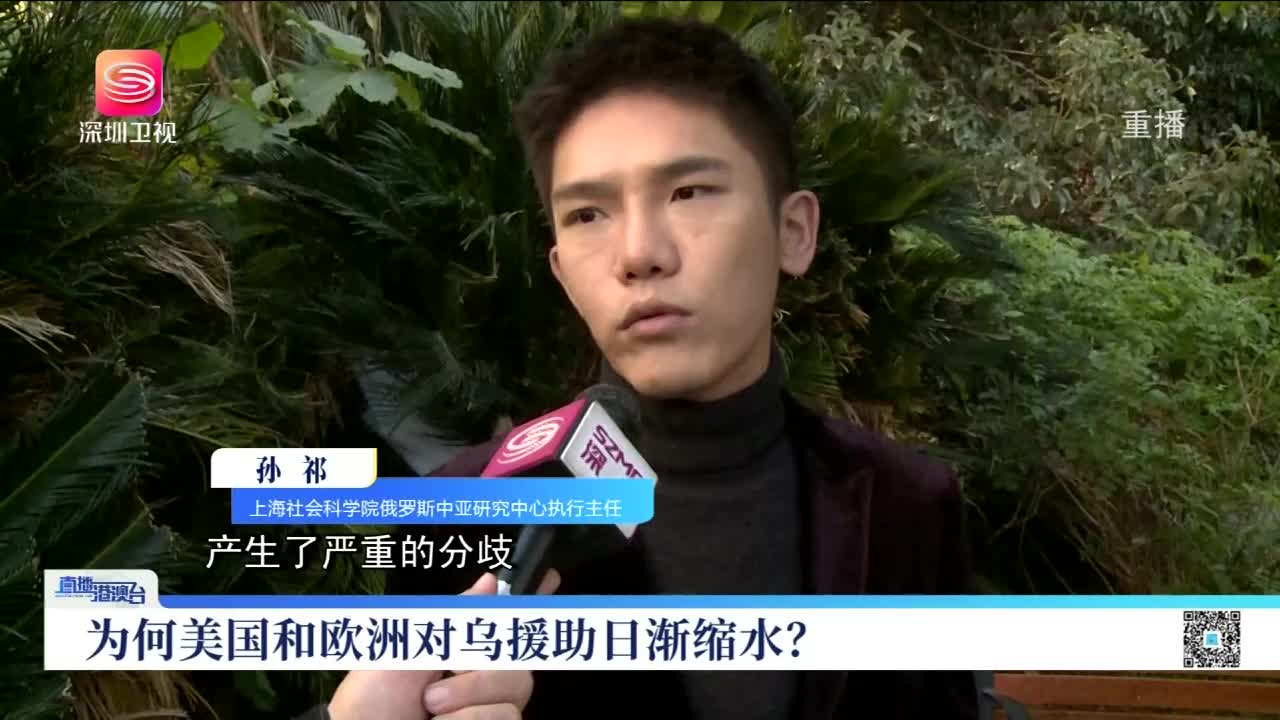 深圳卫视
重播
SZM
深
孙祁
上海社会科学院俄罗斯中亚研究中心执行主任
产生了严重的分歧
直播港澳台
为何美国和欧洲对乌援助日渐缩水?